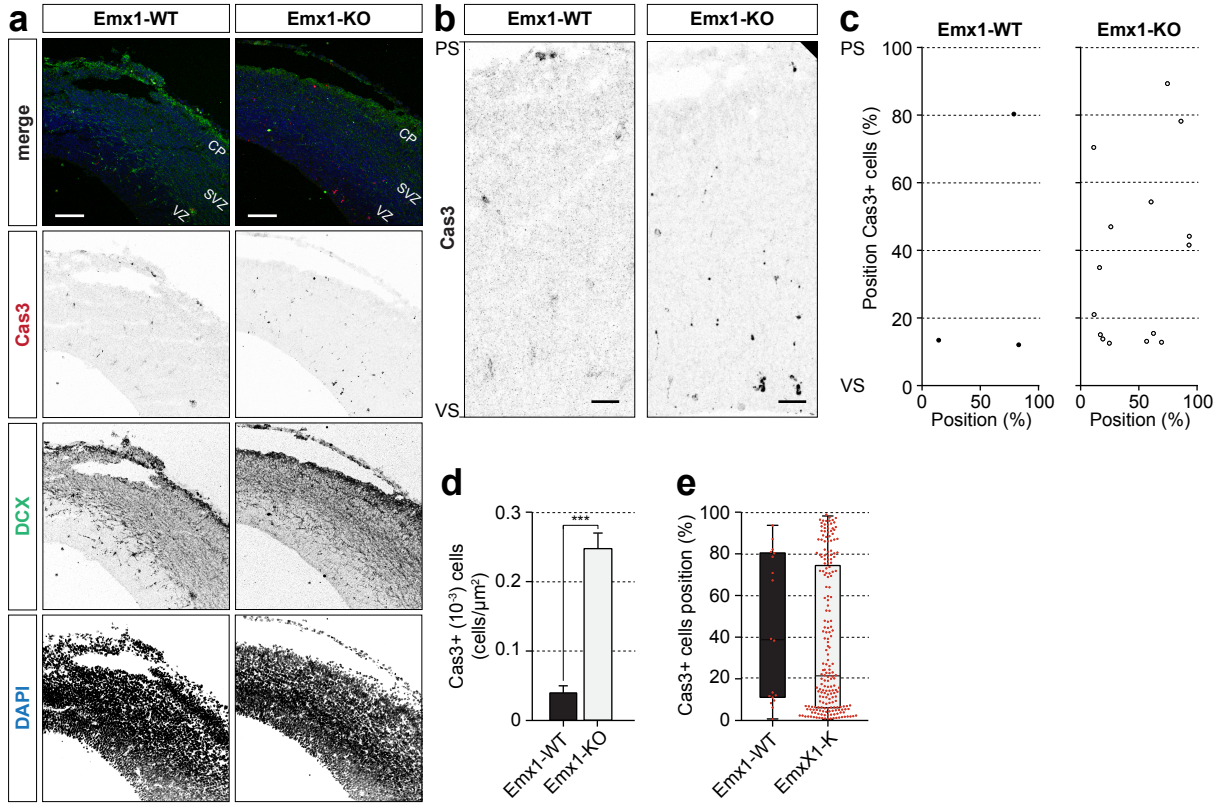 a
Emx1-WT
Emx1-KO
merge
CP
SVZ
VZ
CP
SVZ
VZ
Cas3
DCX
DAPI
b
Emx1-WT
Emx1-KO
PS
Cas3
VS
c
Emx1-WT
Emx1-KO
Position Cas3+ cells (%)
PS
100
80
60
40
20
0
VS
0
50
100
0
50
100
Position (%)
Position (%)
d
Cas3+ (10⁻³) cells
(cells/µm²)
0.3
0.2
0.1
0
***
Emx1-WT
Emx1-KO
e
Cas3+ cells position (%)
100
80
60
40
20
0
Emx1-WT
EmxX1-K